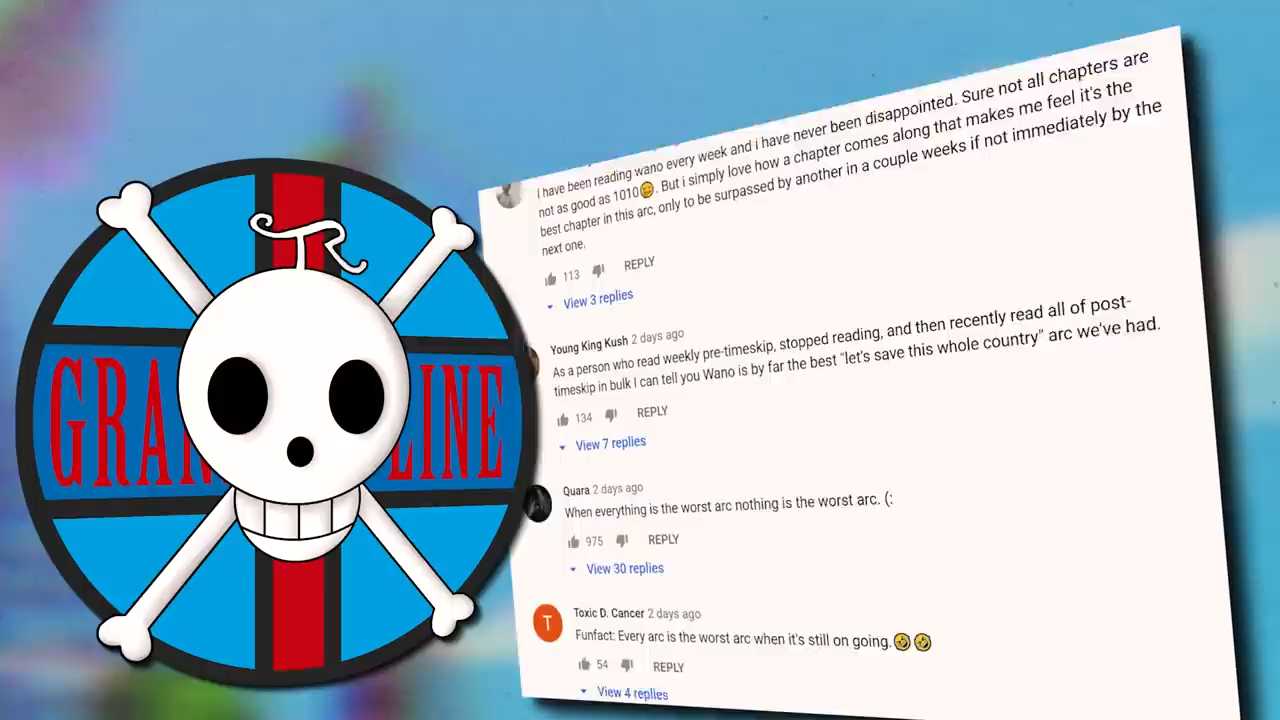 TR
GRAN LINE
I have been reading wano every week and i have never been disappointed. Sure not all chapters are
not as good as 1010😊. But i simply love how a chapter comes along that makes me feel it's the
best chapter in this arc, only to be surpassed by another in a couple weeks if not immediately by the
next one.
113 REPLY
View 3 replies
Young King Kush 2 days ago
As a person who read weekly pre-timeskip, stopped reading, and then recently read all of post-
timeskip in bulk I can tell you Wano is by far the best "let's save this whole country" arc we've had.
134 REPLY
View 7 replies
Quara 2 days ago
When everything is the worst arc nothing is the worst arc. (:
975 REPLY
View 30 replies
T
Toxic D. Cancer 2 days ago
Funfact: Every arc is the worst arc when it's still on going.🤣🤣
54 REPLY
View 4 replies